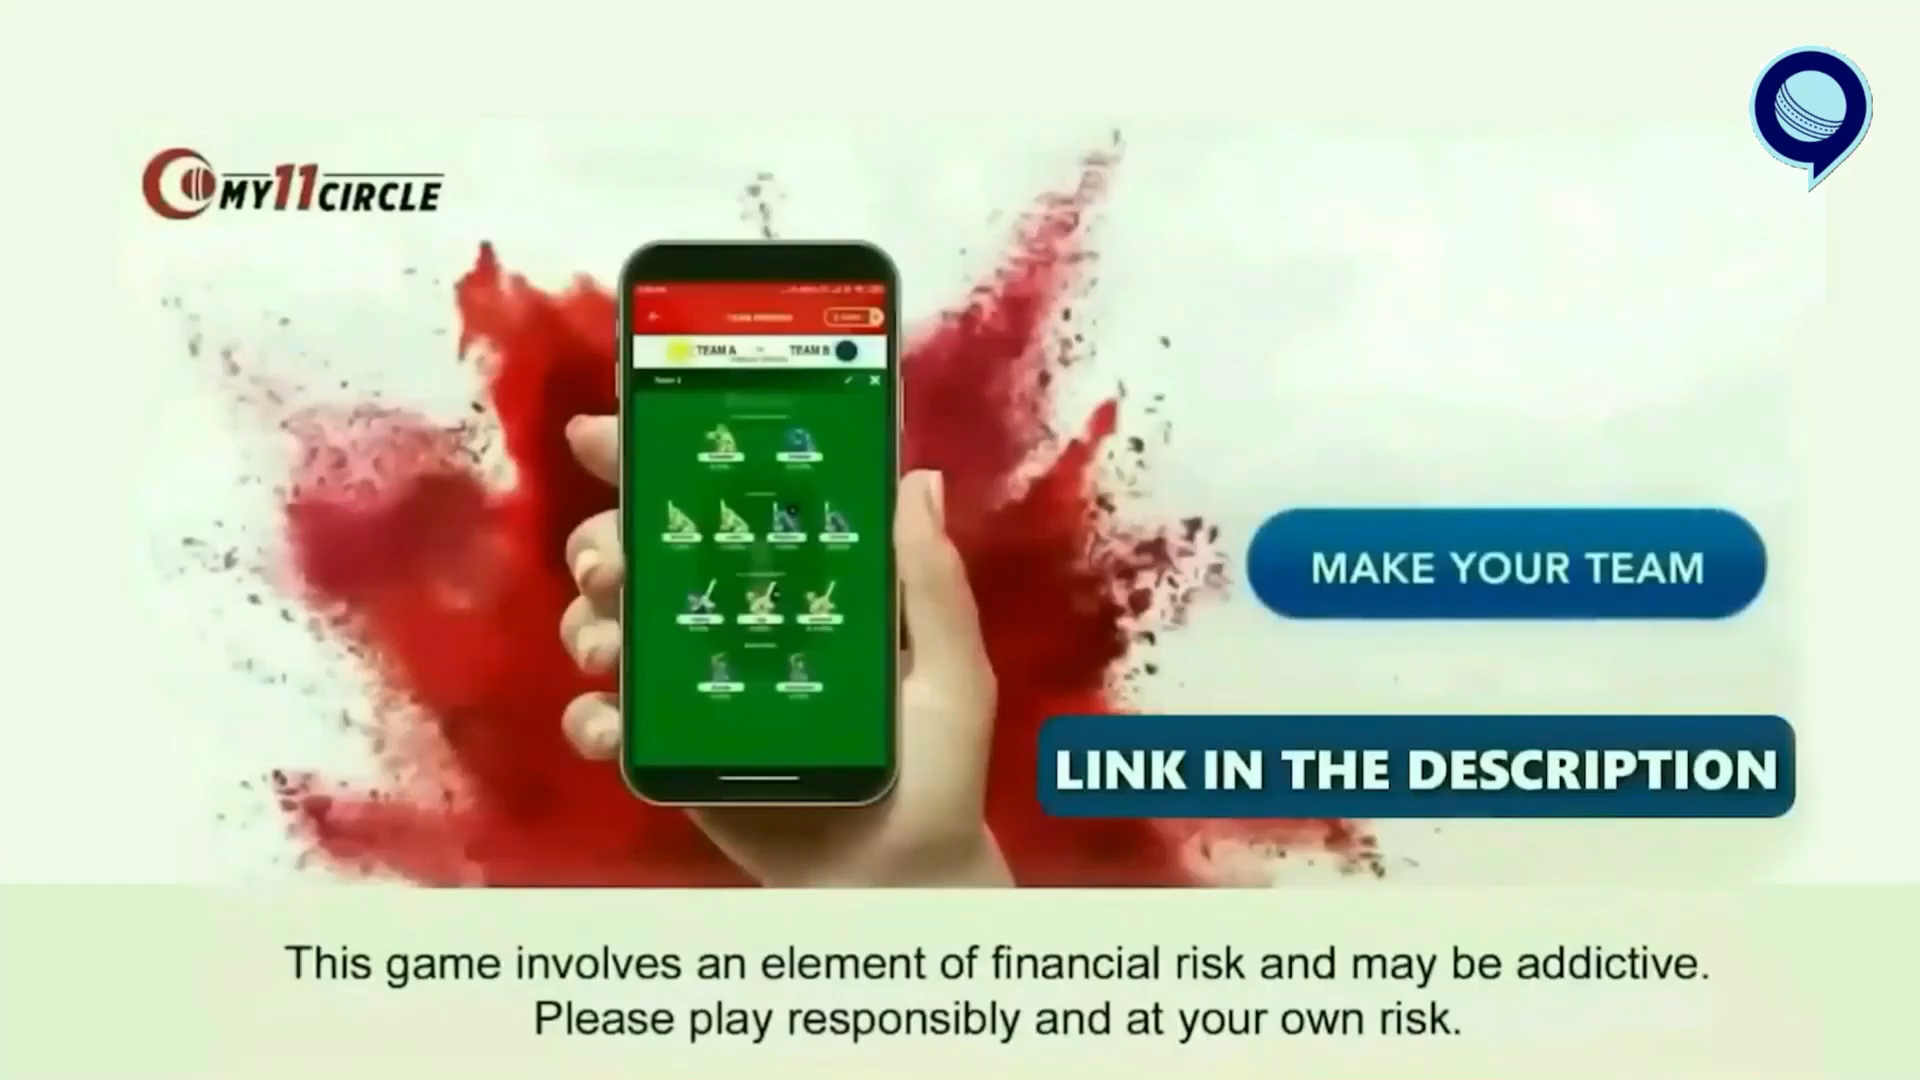 MY11CIRCLE
TEAM A
TEAM B
MAKE YOUR TEAM
LINK IN THE DESCRIPTION
This game involves an element of financial risk and may be addictive.
Please play responsibly and at your own risk.